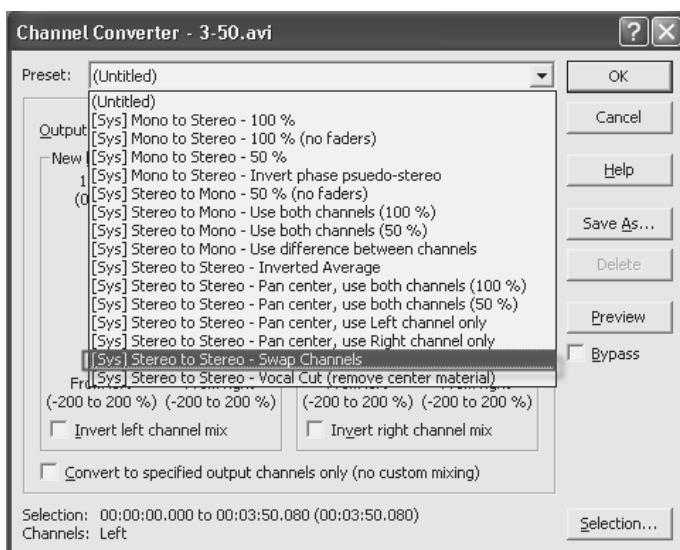 Channel Converter - 3-50.avi
Preset: (Untitled)
OK
(Untitled)
[Sys] Mono to Stereo - 100 %
Cancel
Output
[Sys] Mono to Stereo - 100 % (no faders)
New
[Sys] Mono to Stereo - 50 %
1
[Sys] Mono to Stereo - Invert phase psuedo-stereo
Help
(0
[Sys] Stereo to Mono - 50 % (no faders)
[Sys] Stereo to Mono - Use both channels (100 %)
Save As...
[Sys] Stereo to Mono - Use both channels (50 %)
[Sys] Stereo to Mono - Use difference between channels
Delete
[Sys] Stereo to Stereo - Inverted Average
[Sys] Stereo to Stereo - Pan center, use both channels (100 %)
[Sys] Stereo to Stereo - Pan center, use both channels (50 %)
Preview
[Sys] Stereo to Stereo - Pan center, use Left channel only
[Sys] Stereo to Stereo - Pan center, use Right channel only
Bypass
[Sys] Stereo to Stereo - Swap Channels
[Sys] Stereo to Stereo - Vocal Cut (remove center material)
(-200 to 200 %) (-200 to 200 %) (-200 to 200 %) (-200 to 200 %)
Invert left channel mix
Invert right channel mix
Convert to specified output channels only (no custom mixing)
Selection: 00:00:00.000 to 00:03:50.080 (00:03:50.080)
Channels: Left
Selection...